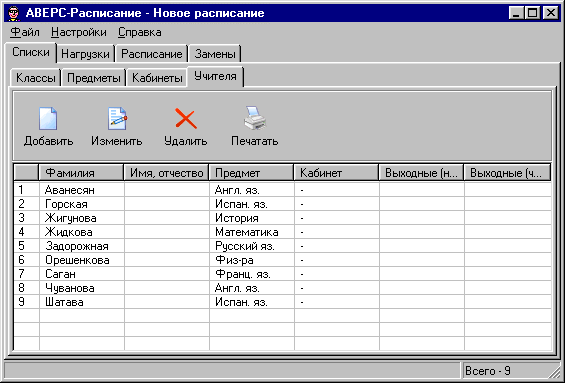 АВЕРС-Расписание - Новое расписание
Файл Настройки Справка
Списки Нагрузки Расписание Замены
Классы Предметы Кабинеты Учителя
Добавить Изменить Удалить Печатать
Фамилия Имя, отчество Предмет Кабинет Выходные (н... Выходные (ч...
1 Аванесян Англ. яз. -
2 Горская Испан. яз. -
3 Жигунова История -
4 Жидкова Математика -
5 Задорожная Русский яз. -
6 Орешенкова Физ-ра -
7 Саган Франц. яз. -
8 Чуванова Англ. яз. -
9 Шатава Испан. яз. -
Всего - 9